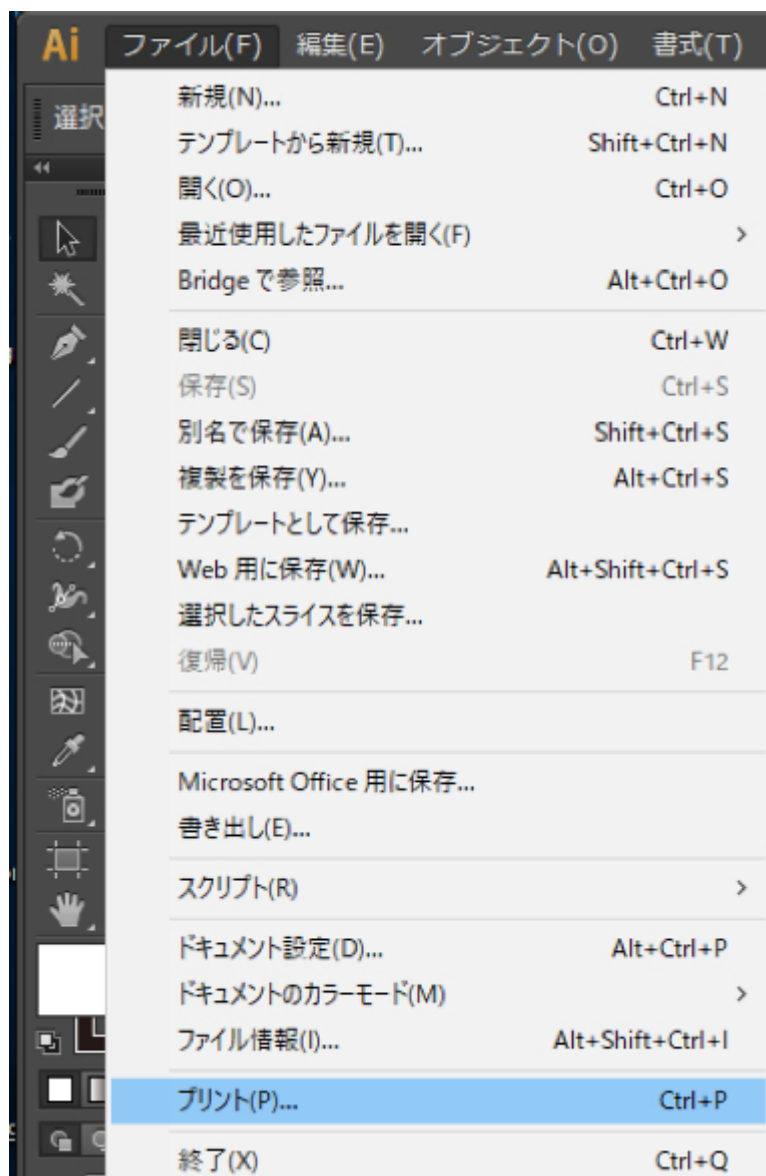 Ai ファイル(F) 編集(E) オブジェクト(O) 書式(T)
選択
新規(N)... Ctrl+N
テンプレートから新規(T)... Shift+Ctrl+N
開く(O)... Ctrl+O
最近使用したファイルを開く(F) >
Bridge で参照... Alt+Ctrl+O
閉じる(C) Ctrl+W
保存(S) Ctrl+S
別名で保存(A)... Shift+Ctrl+S
複製を保存(Y)... Alt+Ctrl+S
テンプレートとして保存...
Web 用に保存(W)... Alt+Shift+Ctrl+S
選択したスライスを保存...
復帰(V) F12
配置(L)...
Microsoft Office 用に保存...
書き出し(E)...
スクリプト(R) >
ドキュメント設定(D)... Alt+Ctrl+P
ドキュメントのカラーモード(M) >
ファイル情報(I)... Alt+Shift+Ctrl+I
プリント(P)... Ctrl+P
終了(X) Ctrl+Q